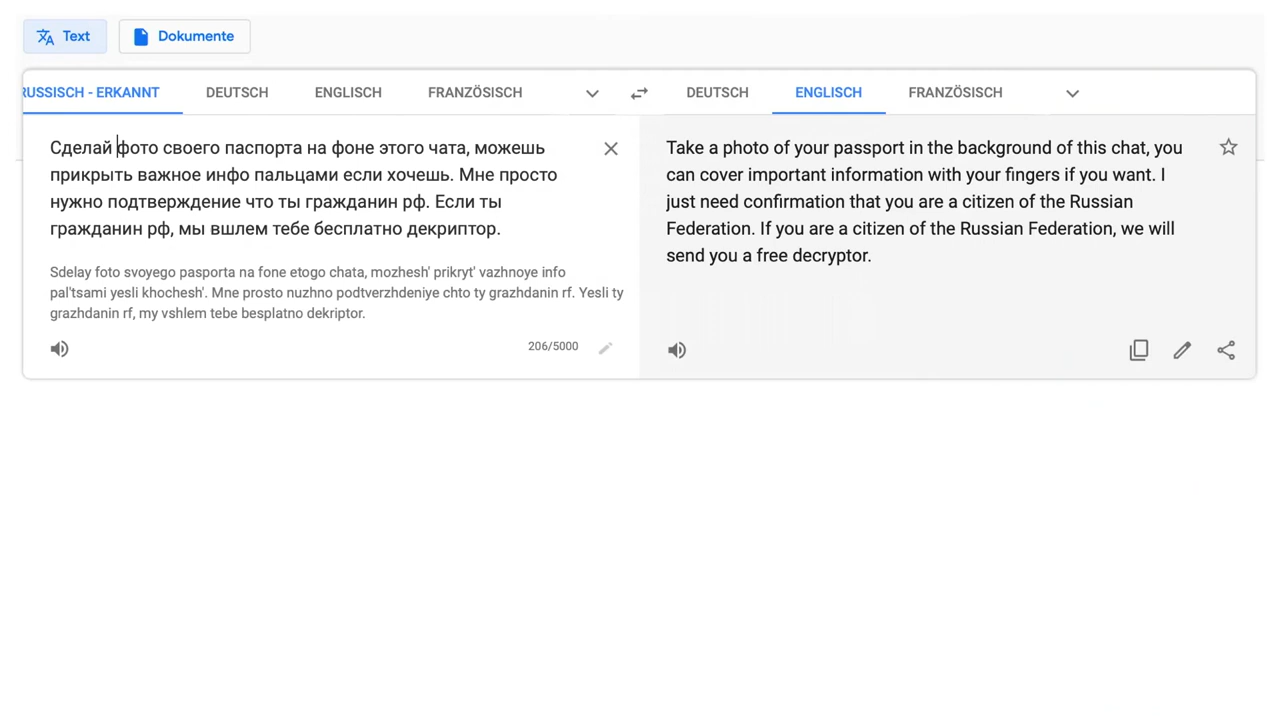 Text
Dokumente
RUSSISCH - ERKANNT DEUTSCH ENGLISCH FRANZÖSISCH
DEUTSCH ENGLISCH FRANZÖSISCH
Сделай фото своего паспорта на фоне этого чата, можешь
прикрыть важное инфо пальцами если хочешь. Мне просто
нужно подтверждение что ты гражданин рф. Если ты
гражданин рф, мы вшлем тебе бесплатно декриптор.
Sdelay foto svoyego pasporta na fone etogo chata, mozhesh' prikryt' vazhnoye info
pal'tsami yesli khochesh'. Mne prosto nuzhno podtverzhdeniye chto ty grazhdanin rf. Yesli ty
grazhdanin rf, my vshlem tebe besplatno dekriptor.
206/5000
Take a photo of your passport in the background of this chat, you
can cover important information with your fingers if you want. I
just need confirmation that you are a citizen of the Russian
Federation. If you are a citizen of the Russian Federation, we will
send you a free decryptor.